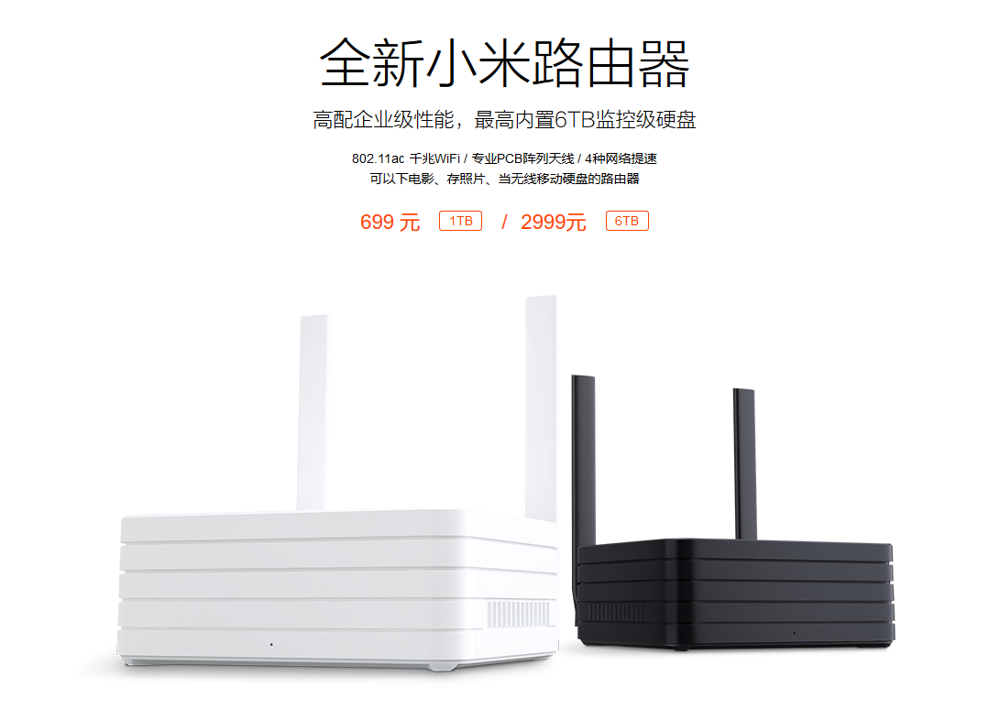 全新小米路由器
高配企业级性能，最高内置6TB监控级硬盘
802.11ac 千兆WiFi / 专业PCB阵列天线 / 4种网络提速
可以下电影、存照片、当无线移动硬盘的路由器
699 元 1TB / 2999元 6TB